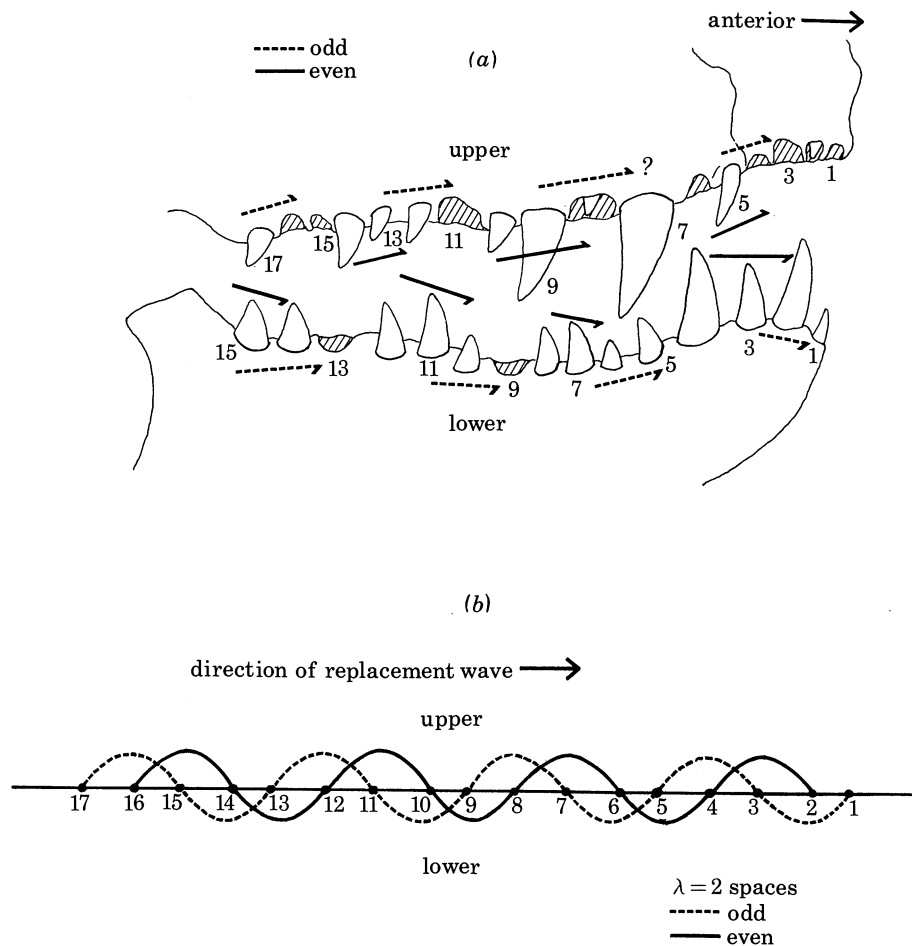 anterior
odd
even
(a)
upper
?
3 1
5
17 15 13 11
9
7
15 13 11 9 7 5 3 1
lower
(b)
direction of replacement wave
upper
17 16 15 14 13 12 11 10 9 8 7 6 5 4 3 2 1
lower
λ = 2 spaces
odd
even